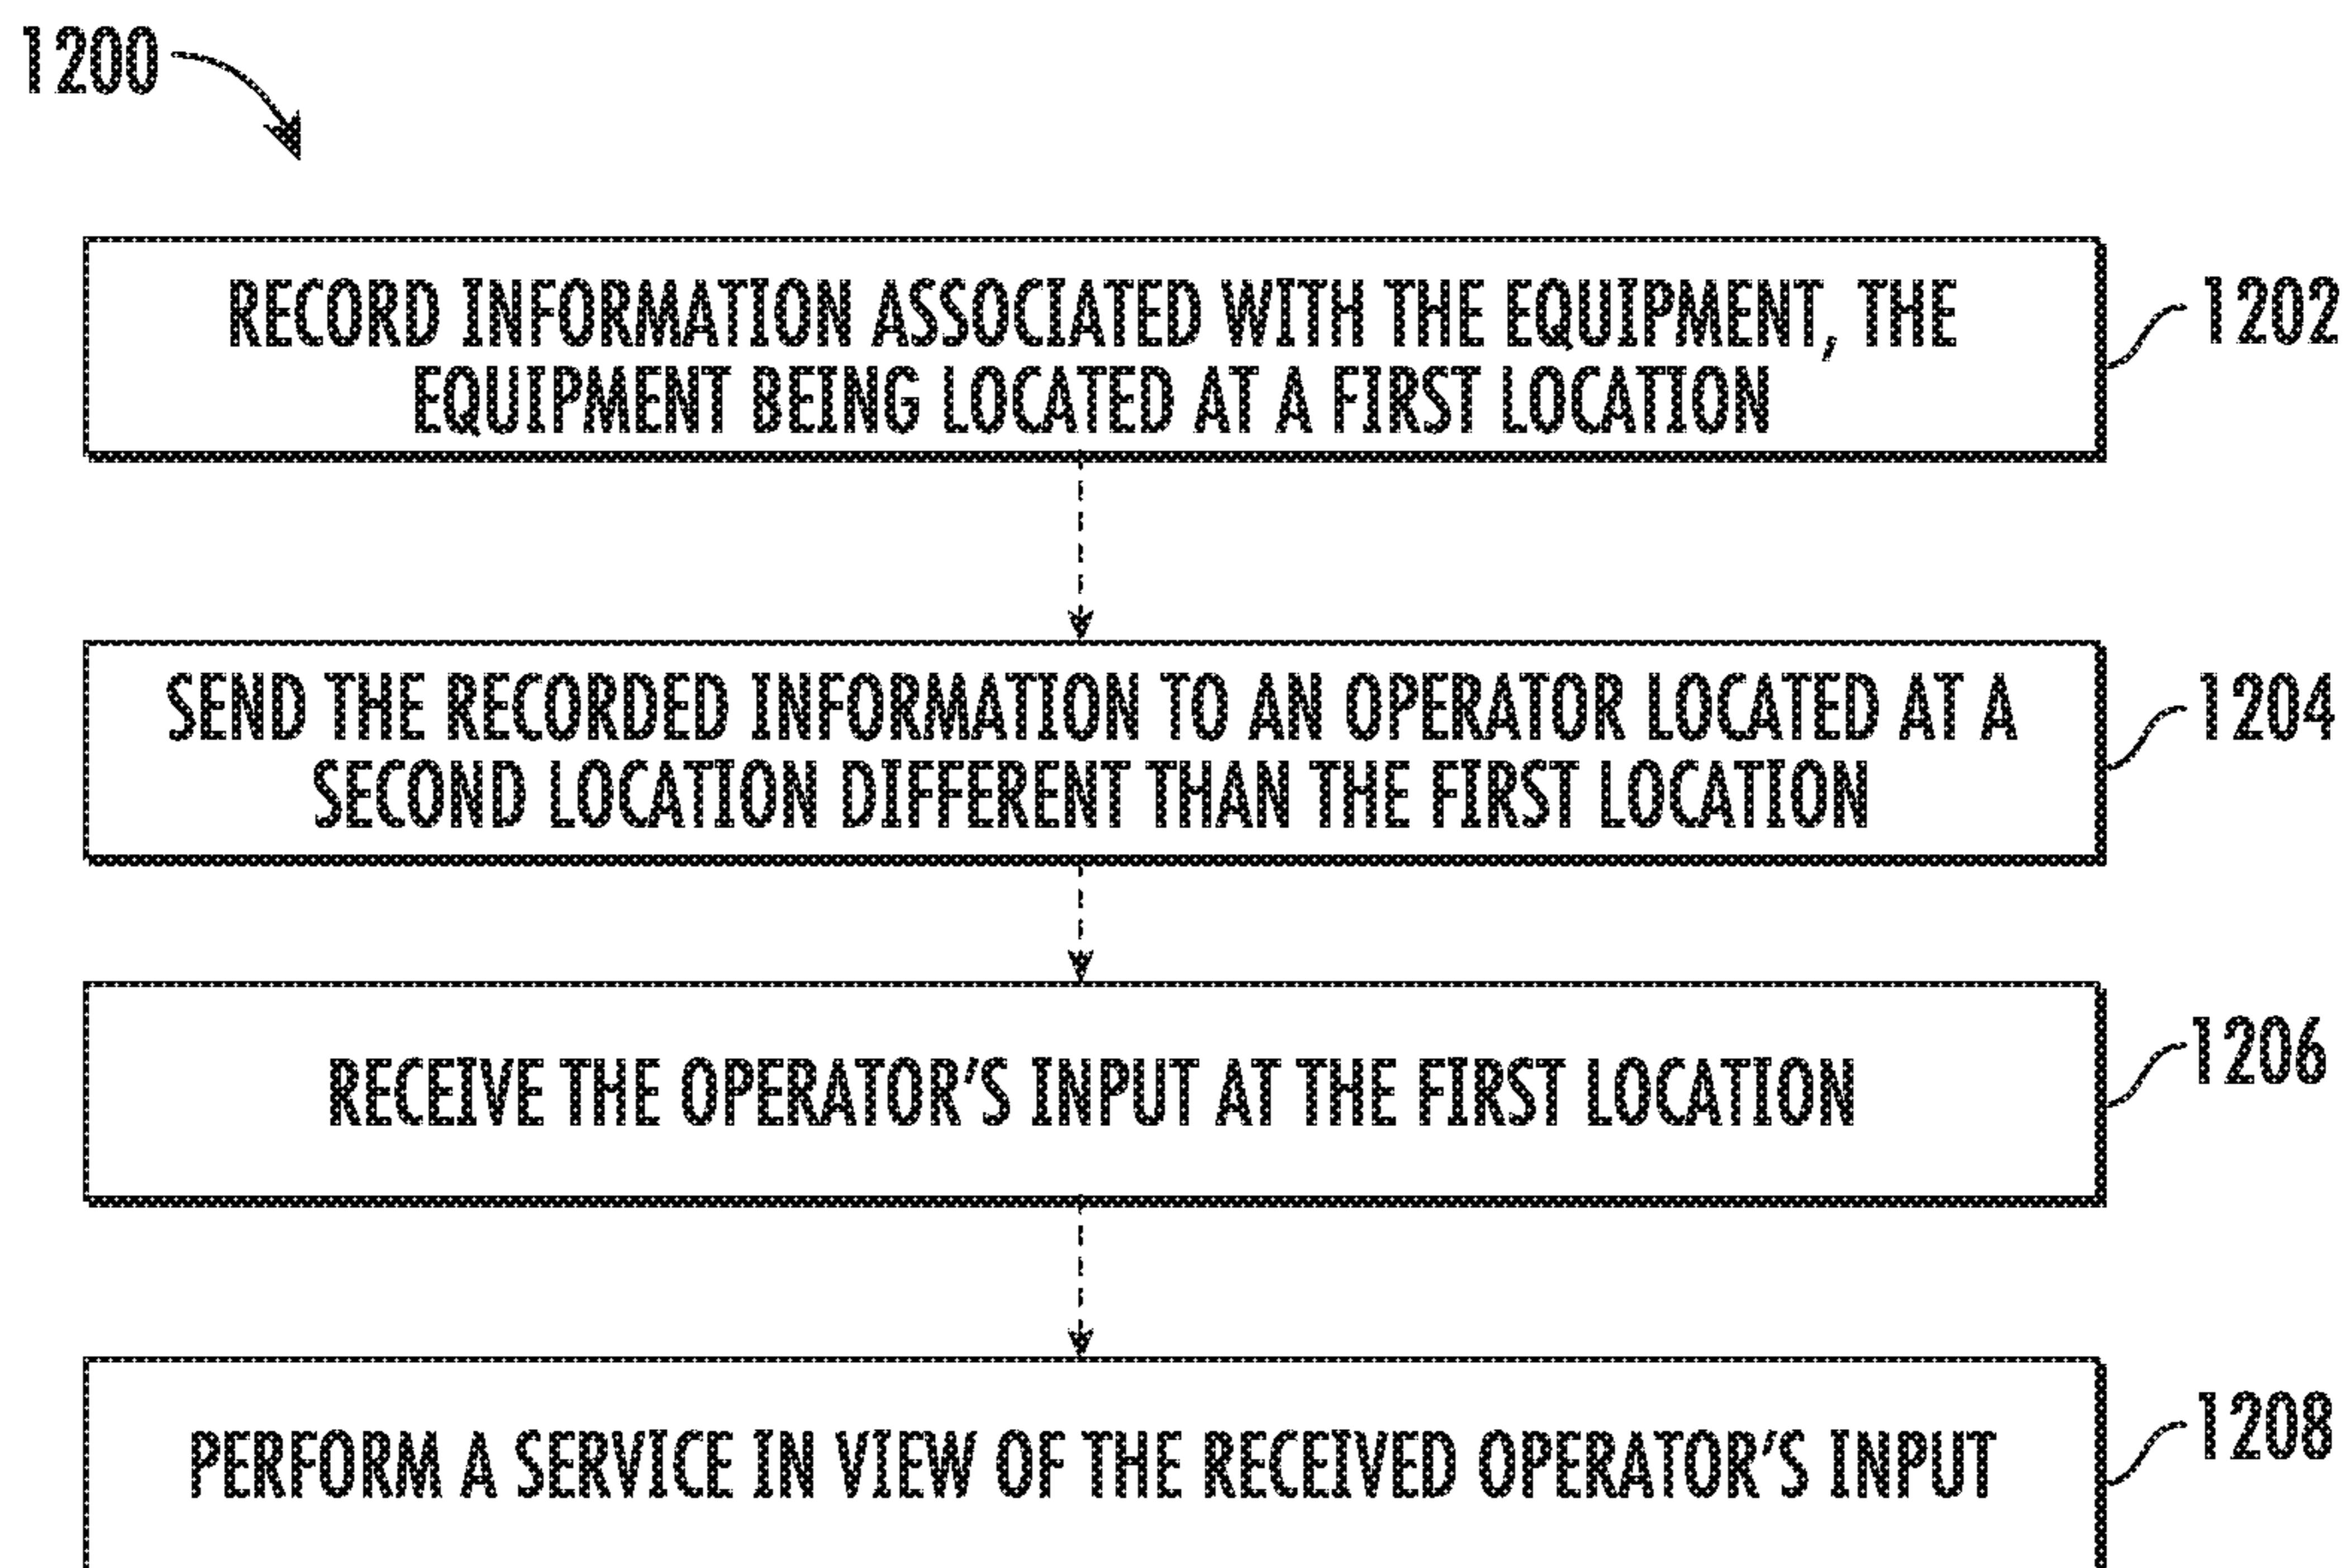 1200
RECORD INFORMATION ASSOCIATED WITH THE EQUIPMENT, THE
EQUIPMENT BEING LOCATED AT A FIRST LOCATION
1202
SEND THE RECORDED INFORMATION TO AN OPERATOR LOCATED AT A
SECOND LOCATION DIFFERENT THAN THE FIRST LOCATION
1204
RECEIVE THE OPERATOR'S INPUT AT THE FIRST LOCATION
1206
PERFORM A SERVICE IN VIEW OF THE RECEIVED OPERATOR'S INPUT
1208